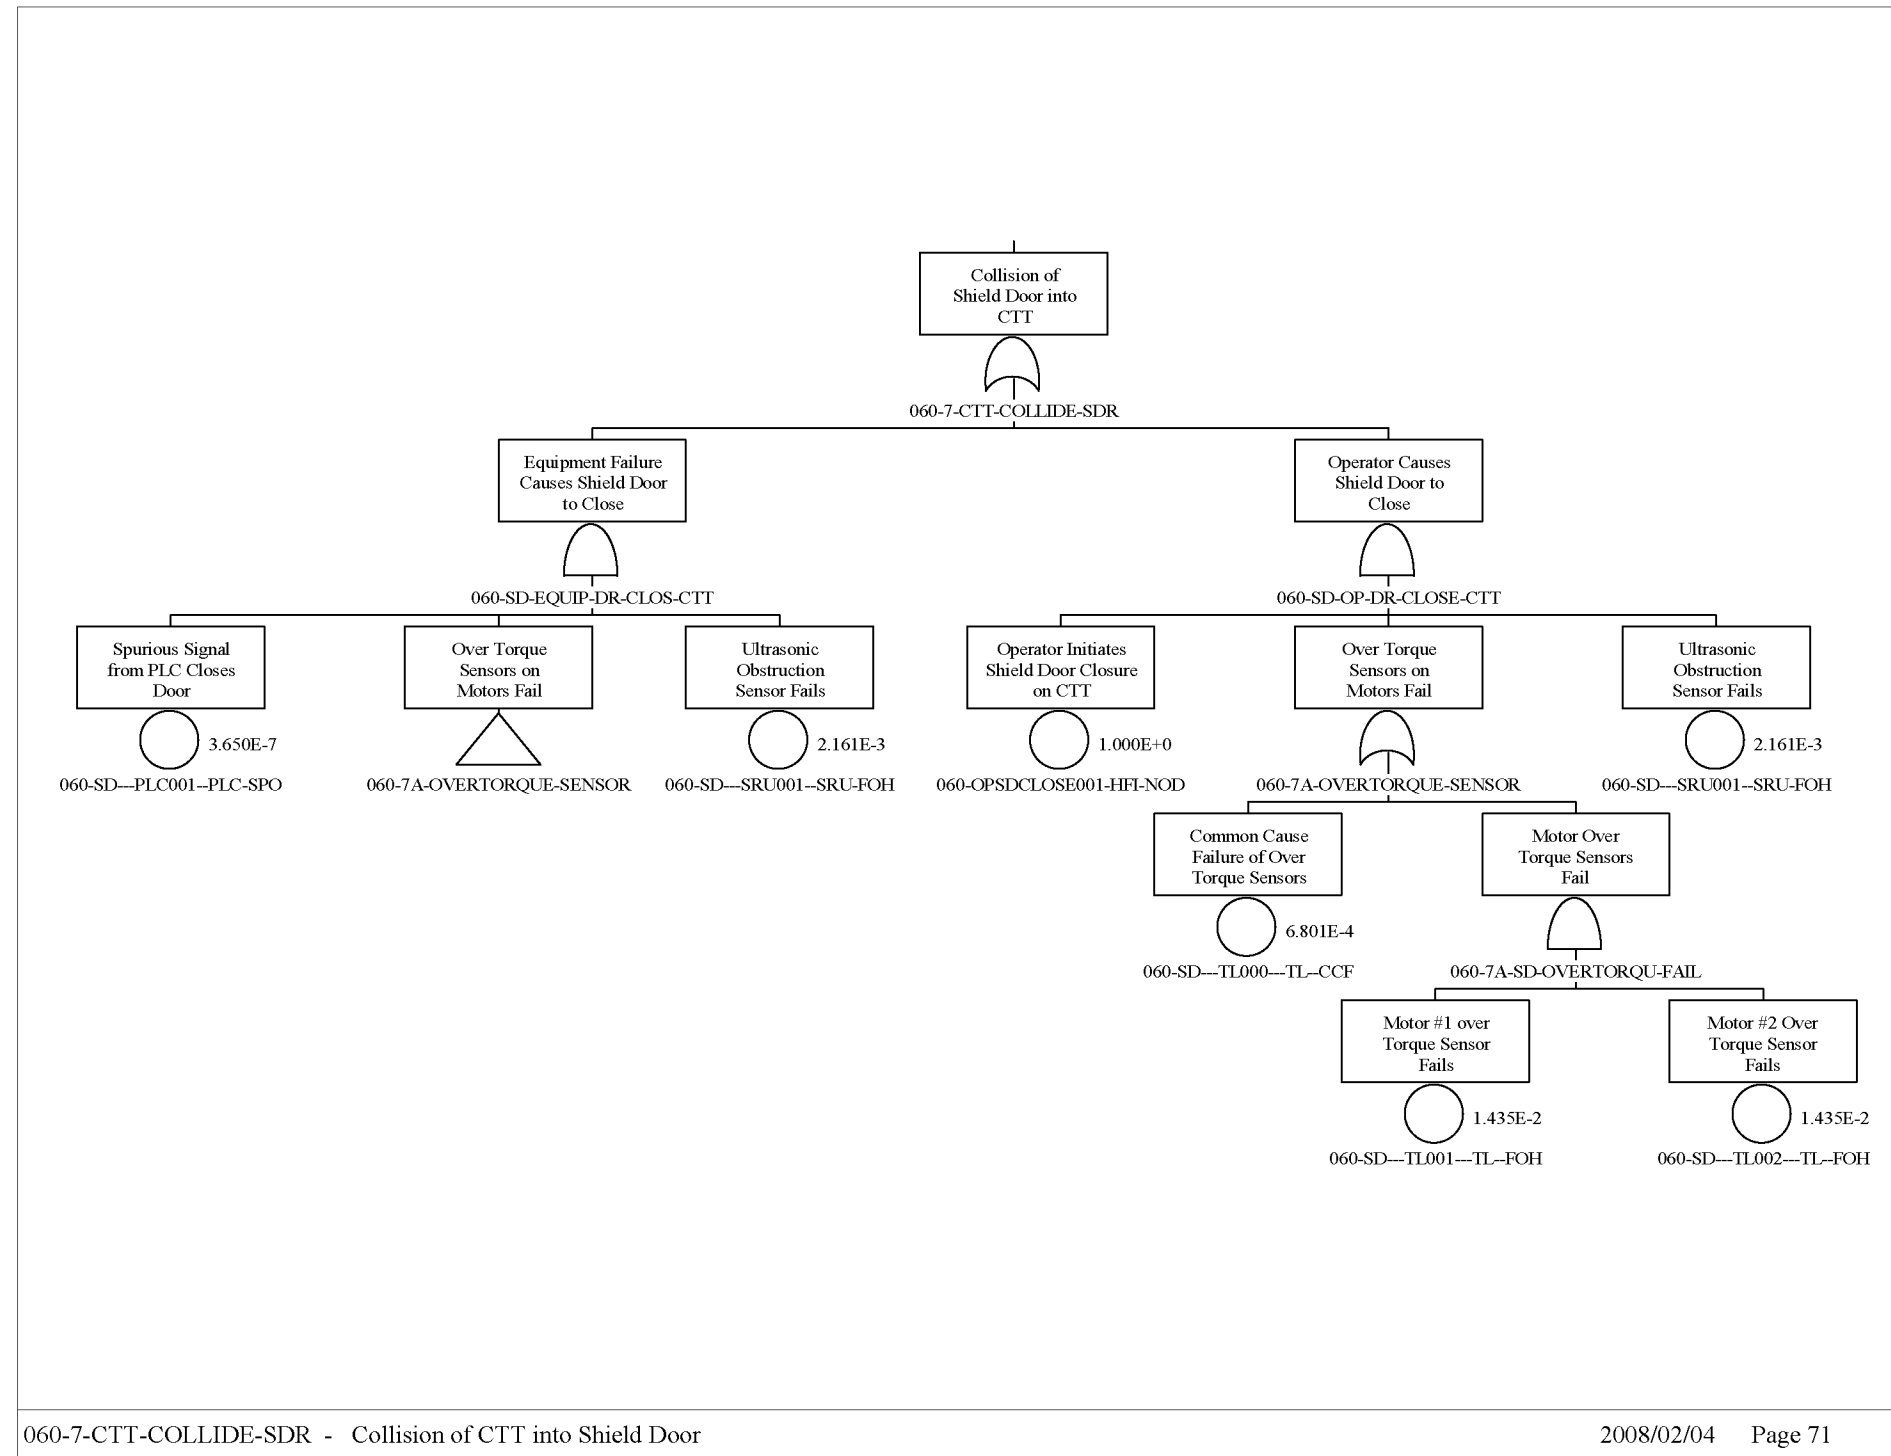 Collision of
Shield Door into
CTT
060-7-CTT-COLLIDE-SDR
Equipment Failure
Causes Shield Door
to Close
060-SD-EQUIP-DR-CLOS-CTT
Operator Causes
Shield Door to
Close
060-SD-OP-DR-CLOSE-CTT
Spurious Signal
from PLC Closes
Door
3.650E-7
060-SD---PLC001--PLC-SPO
Over Torque
Sensors on
Motors Fail
060-7A-OVERTORQUE-SENSOR
Ultrasonic
Obstruction
Sensor Fails
2.161E-3
060-SD---SRU001--SRU-FOH
Operator Initiates
Shield Door Closure
on CTT
1.000E+0
060-OPSDCLOSE001-HFI-NOD
Over Torque
Sensors on
Motors Fail
060-7A-OVERTORQUE-SENSOR
Ultrasonic
Obstruction
Sensor Fails
2.161E-3
060-SD---SRU001--SRU-FOH
Common Cause
Failure of Over
Torque Sensors
6.801E-4
060-SD---TL000---TL--CCF
Motor Over
Torque Sensors
Fail
060-7A-SD-OVERTORQU-FAIL
Motor #1 over
Torque Sensor
Fails
1.435E-2
060-SD---TL001---TL--FOH
Motor #2 Over
Torque Sensor
Fails
1.435E-2
060-SD---TL002---TL--FOH
060-7-CTT-COLLIDE-SDR - Collision of CTT into Shield Door
2008/02/04 Page 71